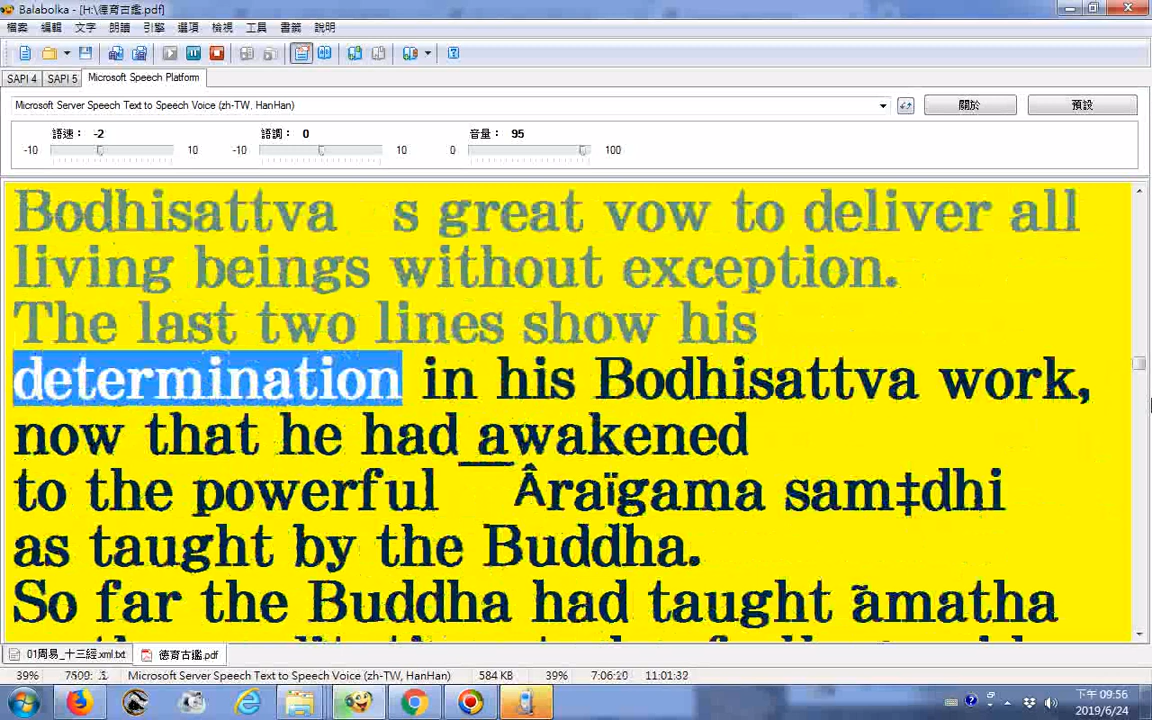 Balabolka - [H:\德育古鑑.pdf]
檔案 編輯 文字 朗讀 引擎 選項 檢視 工具 書籤 說明
SAPI 4 SAPI 5 Microsoft Speech Platform
Microsoft Server Speech Text to Speech Voice (zh-TW, HanHan) 關於 預設
語速: -2 語調: 0 音量: 95
-10 10 -10 10 0 100
Bodhisattva s great vow to deliver all
living beings without exception.
The last two lines show his
determination in his Bodhisattva work,
now that he had awakened
to the powerful ¯Âraïgama sam‡dhi
as taught by the Buddha.
So far the Buddha had taught ãmatha
01周易_十三經.xml.txt 德育古鑑.pdf
39% 7509: 1 Microsoft Server Speech Text to Speech Voice (zh-TW, HanHan) 584 KB 39% 7:06:20 11:01:32
下午 09:56
2019/6/24